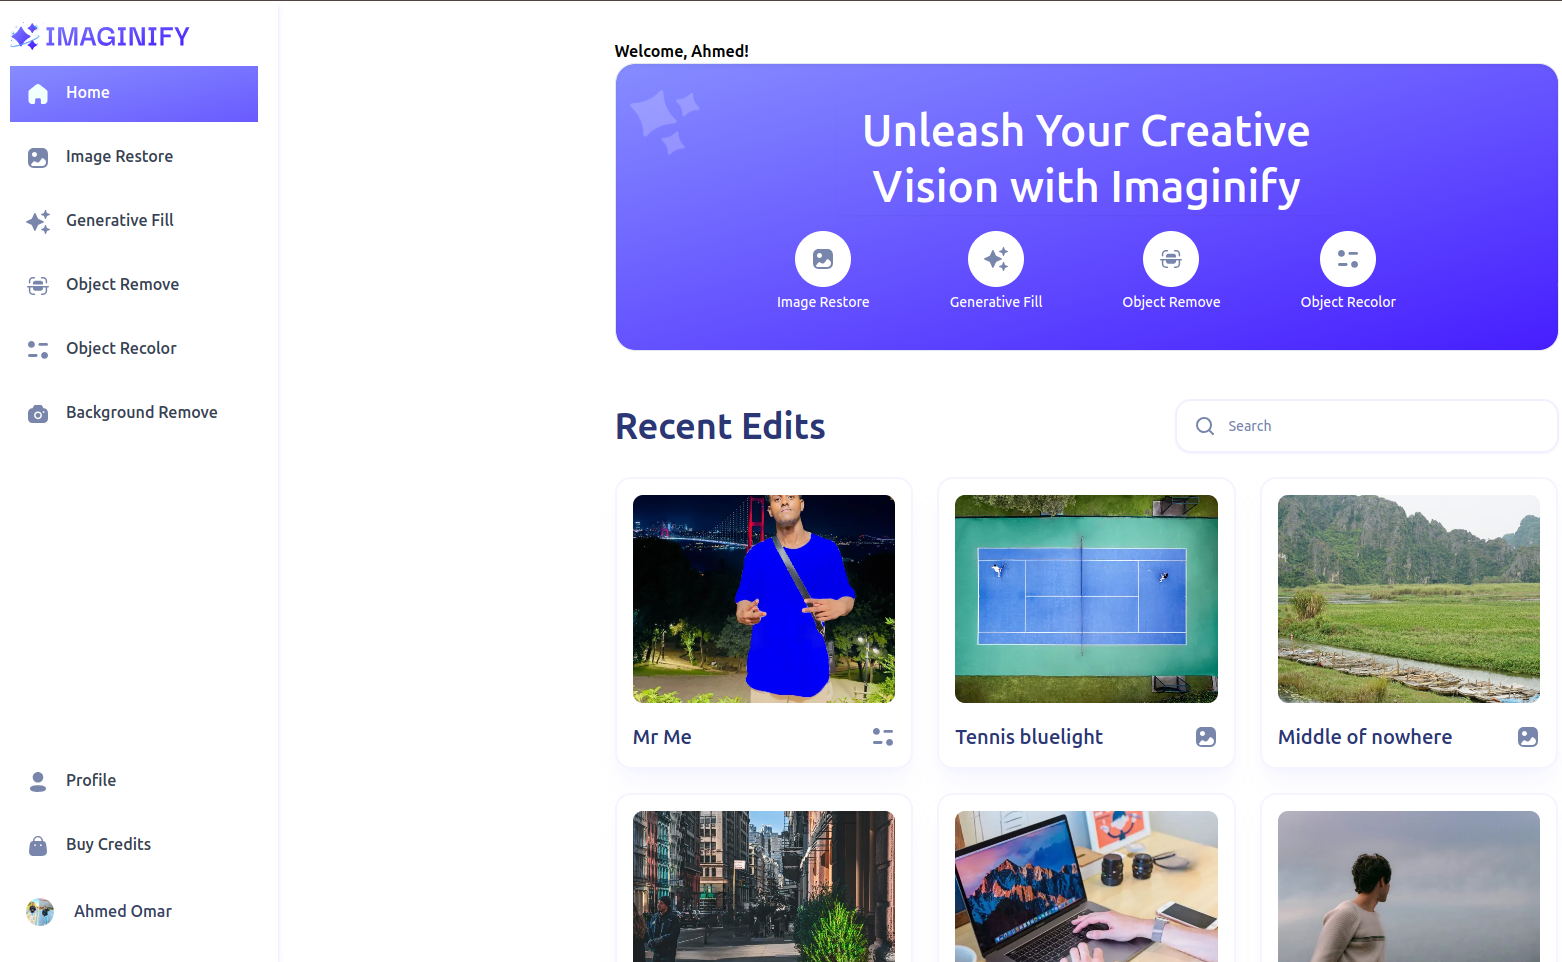 IMAGINIFY
Home
Image Restore
Generative Fill
Object Remove
Object Recolor
Background Remove
Profile
Buy Credits
Ahmed Omar
Welcome, Ahmed!
Unleash Your Creative
Vision with Imaginify
Image Restore
Generative Fill
Object Remove
Object Recolor
Recent Edits
Search
Mr Me
Tennis bluelight
Middle of nowhere